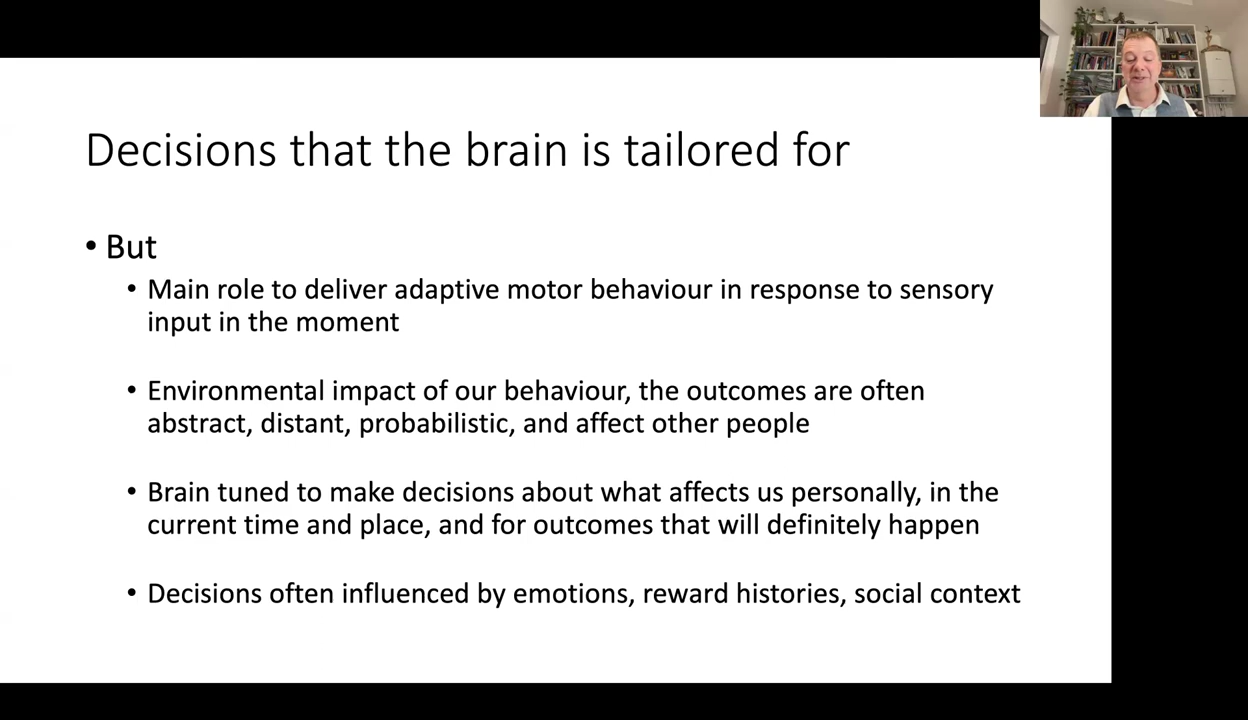 Decisions that the brain is tailored for
• But
• Main role to deliver adaptive motor behaviour in response to sensory
input in the moment
• Environmental impact of our behaviour, the outcomes are often
abstract, distant, probabilistic, and affect other people
• Brain tuned to make decisions about what affects us personally, in the
current time and place, and for outcomes that will definitely happen
• Decisions often influenced by emotions, reward histories, social context